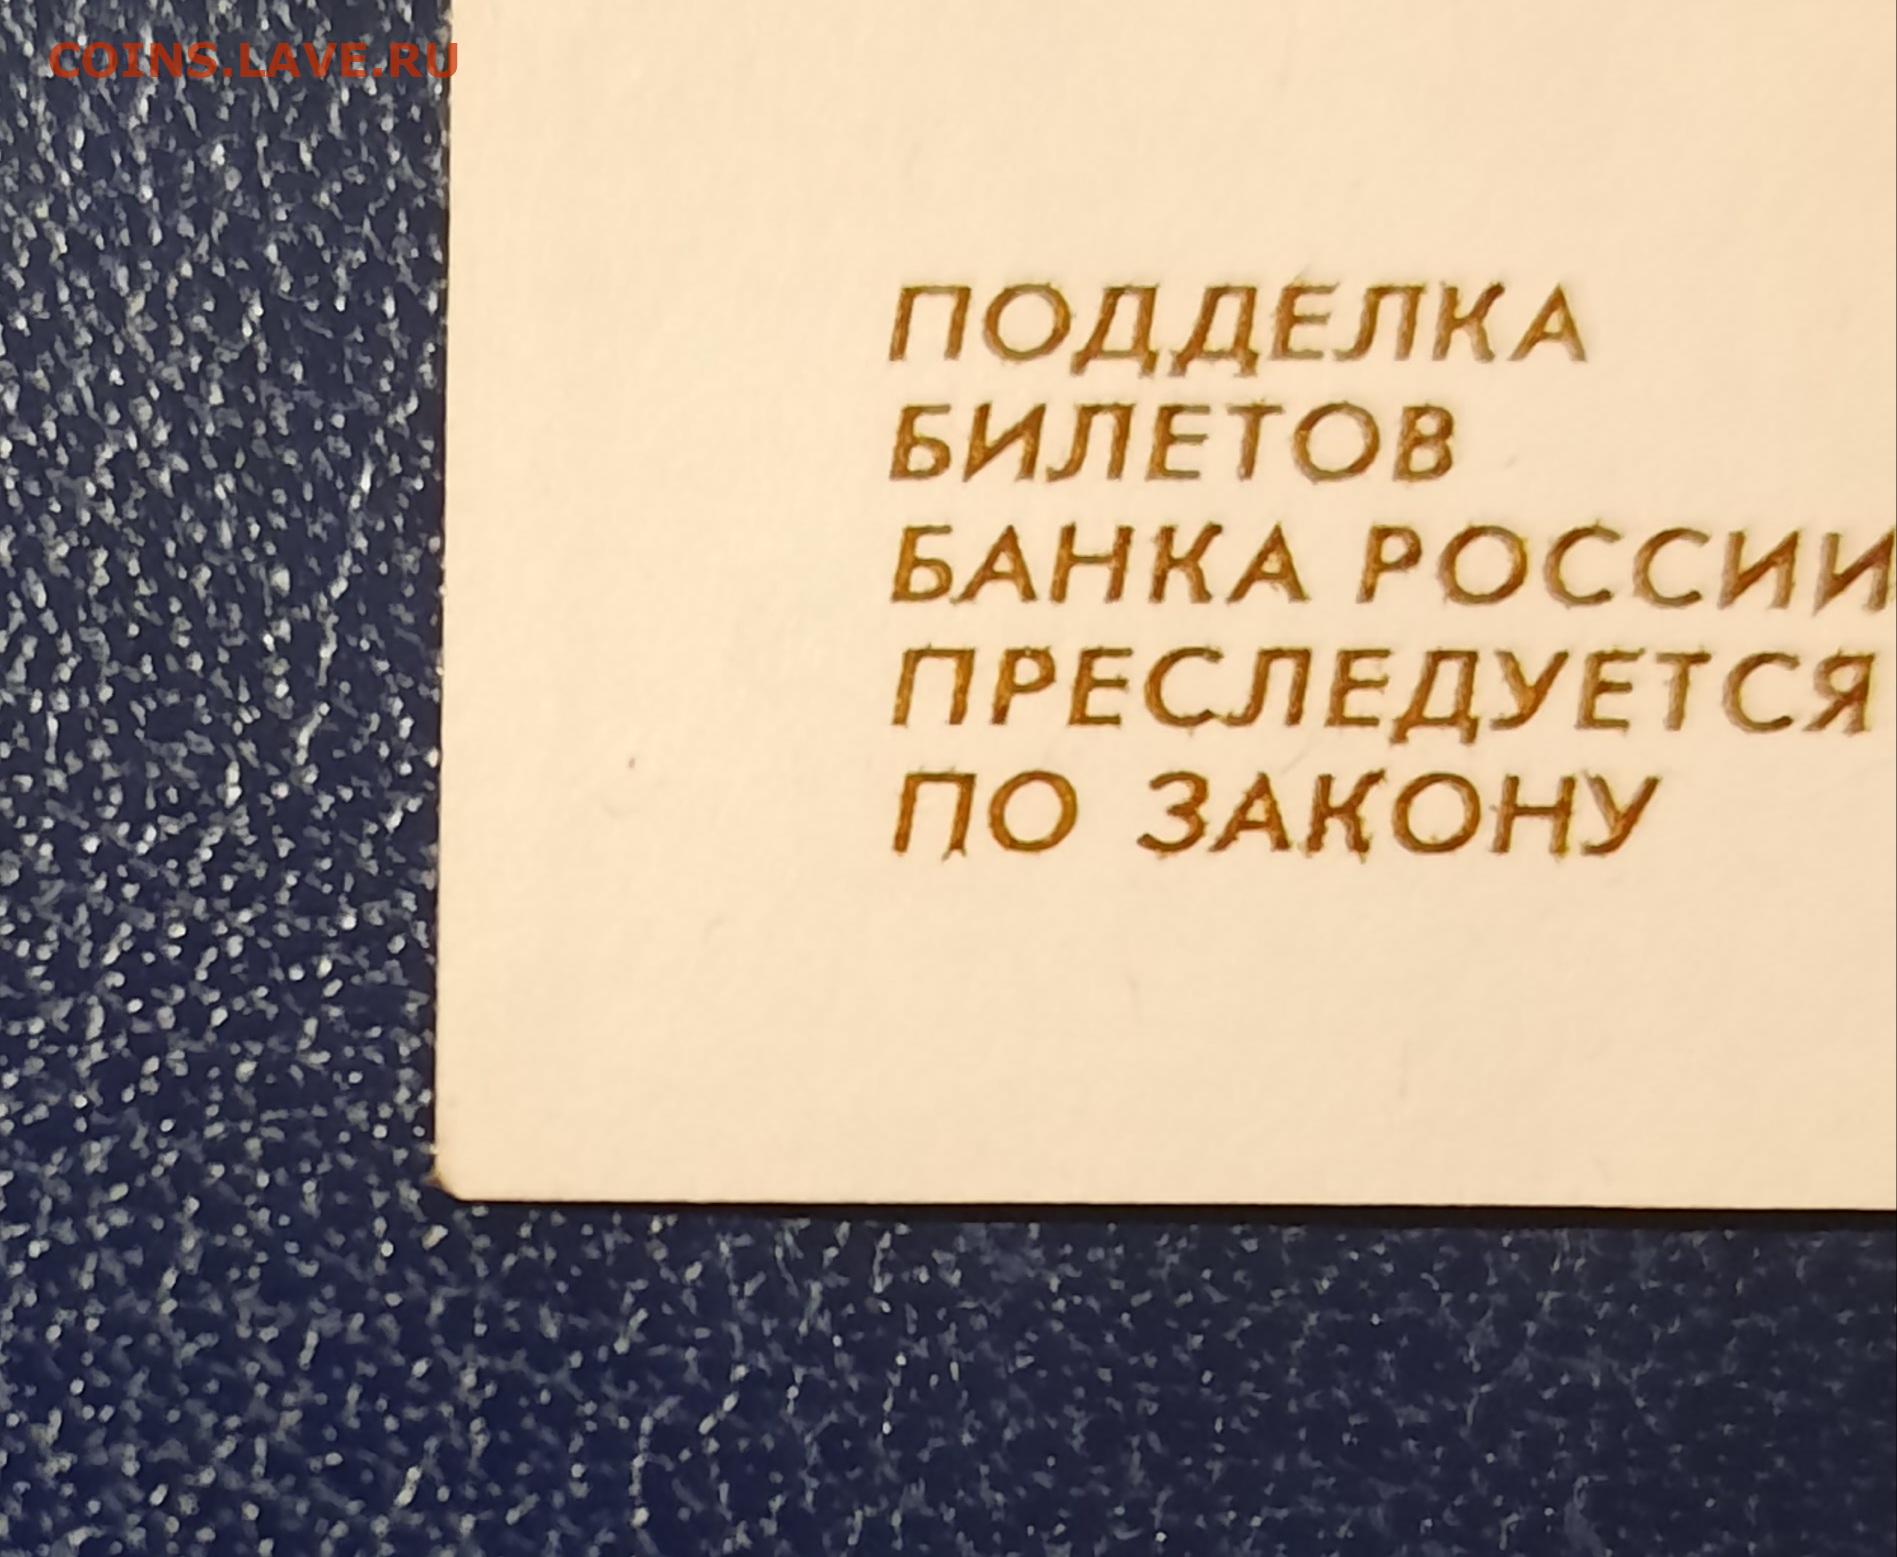 COINS.LAVE.RU
ПОДДЕЛКА
БИЛЕТОВ
БАНКА РОССИИ
ПРЕСЛЕДУЕТСЯ
ПО ЗАКОНУ